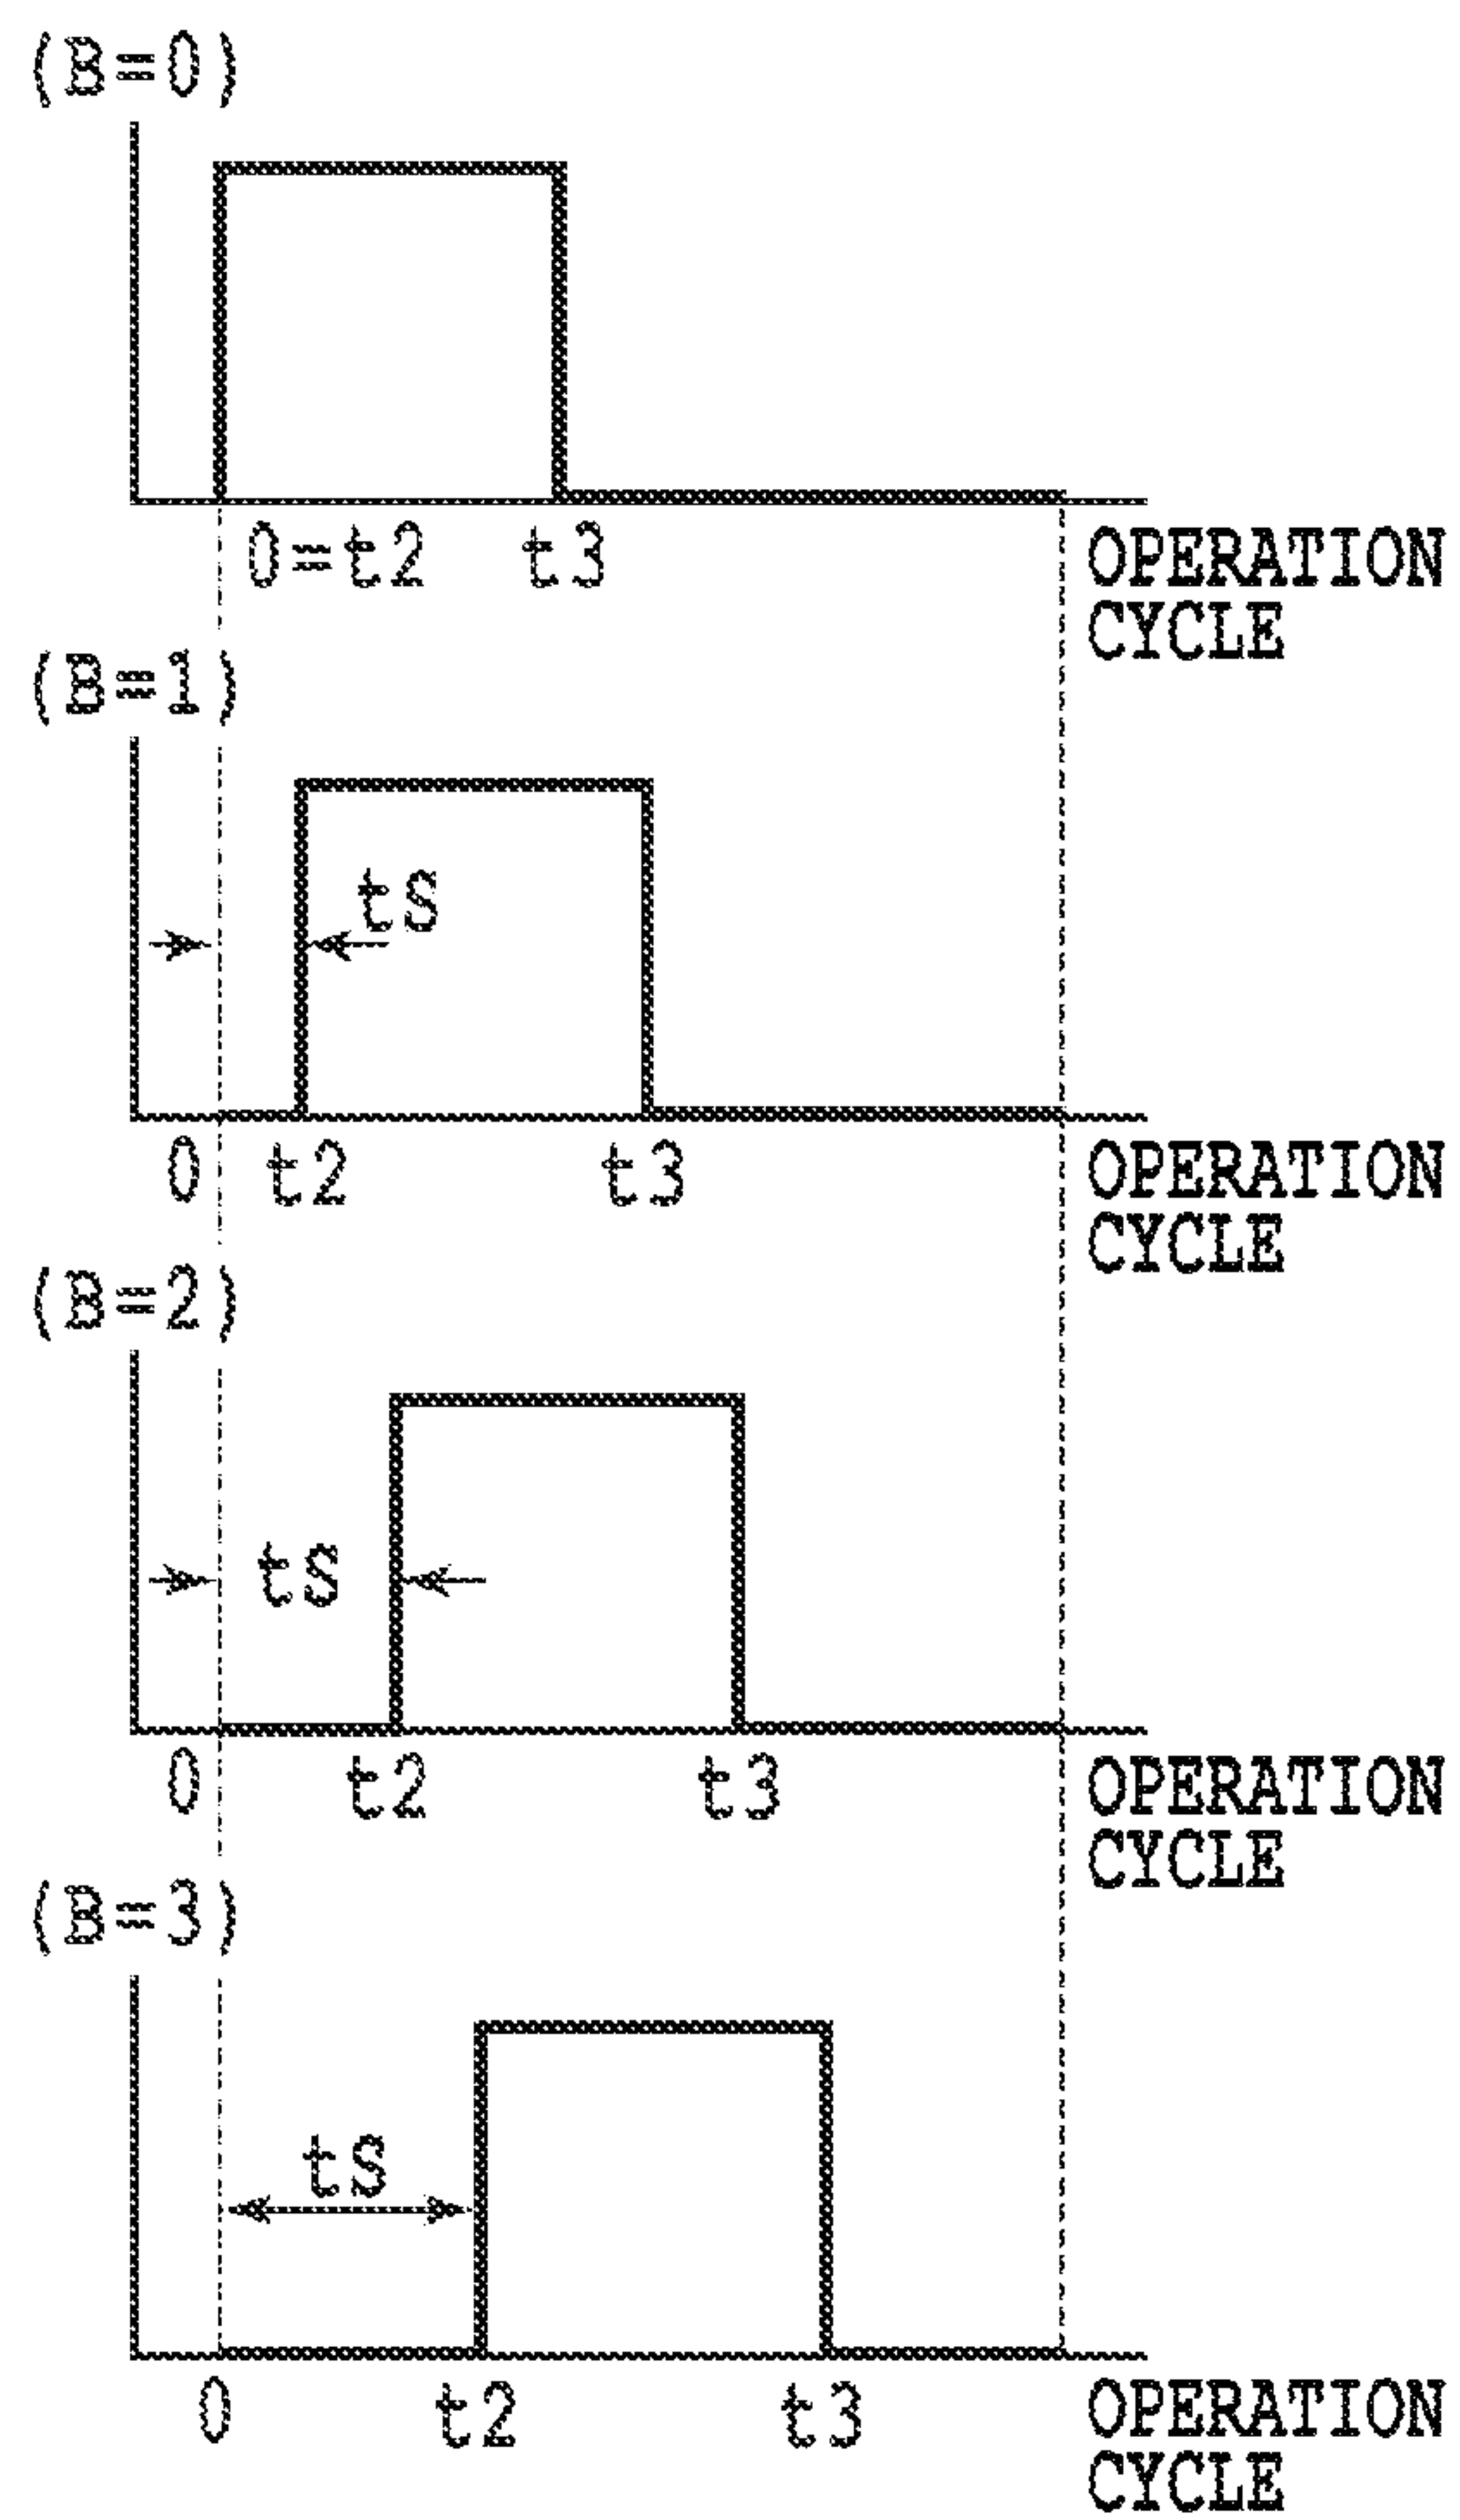 (B=0)
0=t2 t3 OPERATION
CYCLE
(B=1)
ts
0 t2 t3 OPERATION
CYCLE
(B=2)
ts
0 t2 t3 OPERATION
CYCLE
(B=3)
ts
0 t2 t3 OPERATION
CYCLE